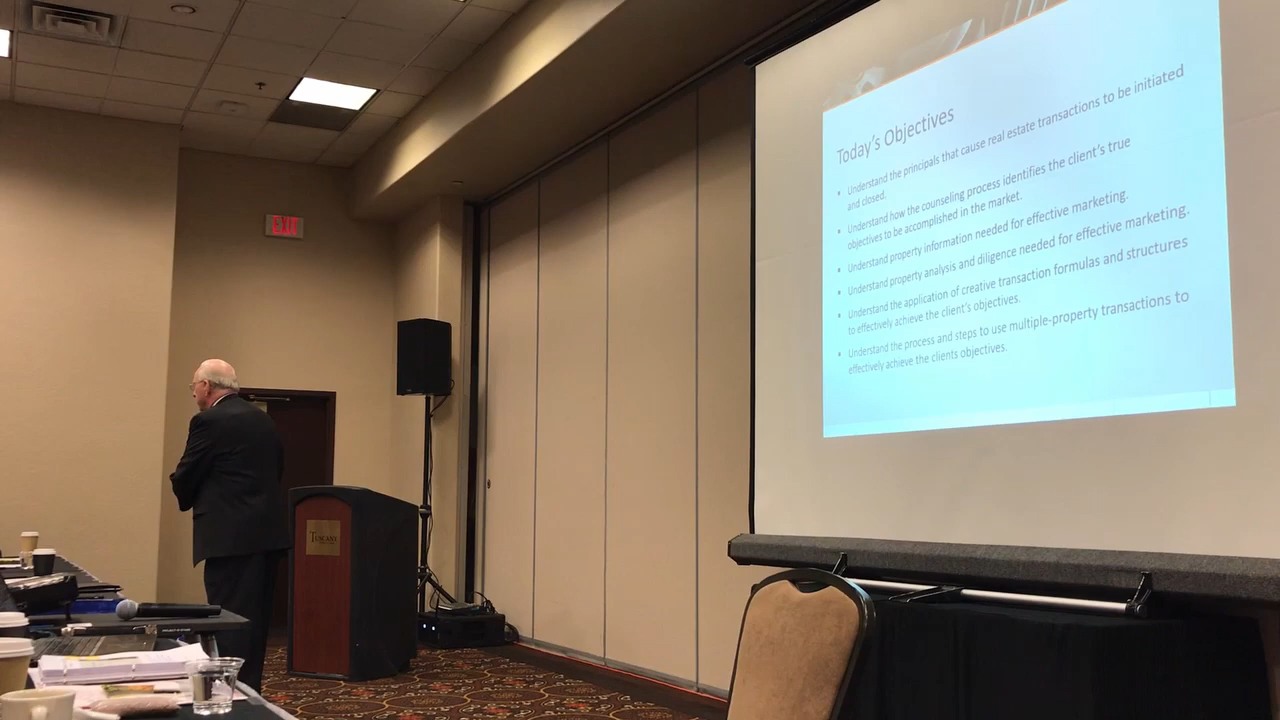 EXIT
TUSCANY
Today's Objectives
Understand the principals that cause real estate transactions to be initiated
and closed.
Understand how the counseling process identifies the client's true
objectives to be accomplished in the market.
Understand property information needed for effective marketing.
Understand property analysis and diligence needed for effective marketing.
Understand the application of creative transaction formulas and structures
to effectively achieve the client's objectives.
Understand the process and steps to use multiple-property transactions to
effectively achieve the clients objectives.